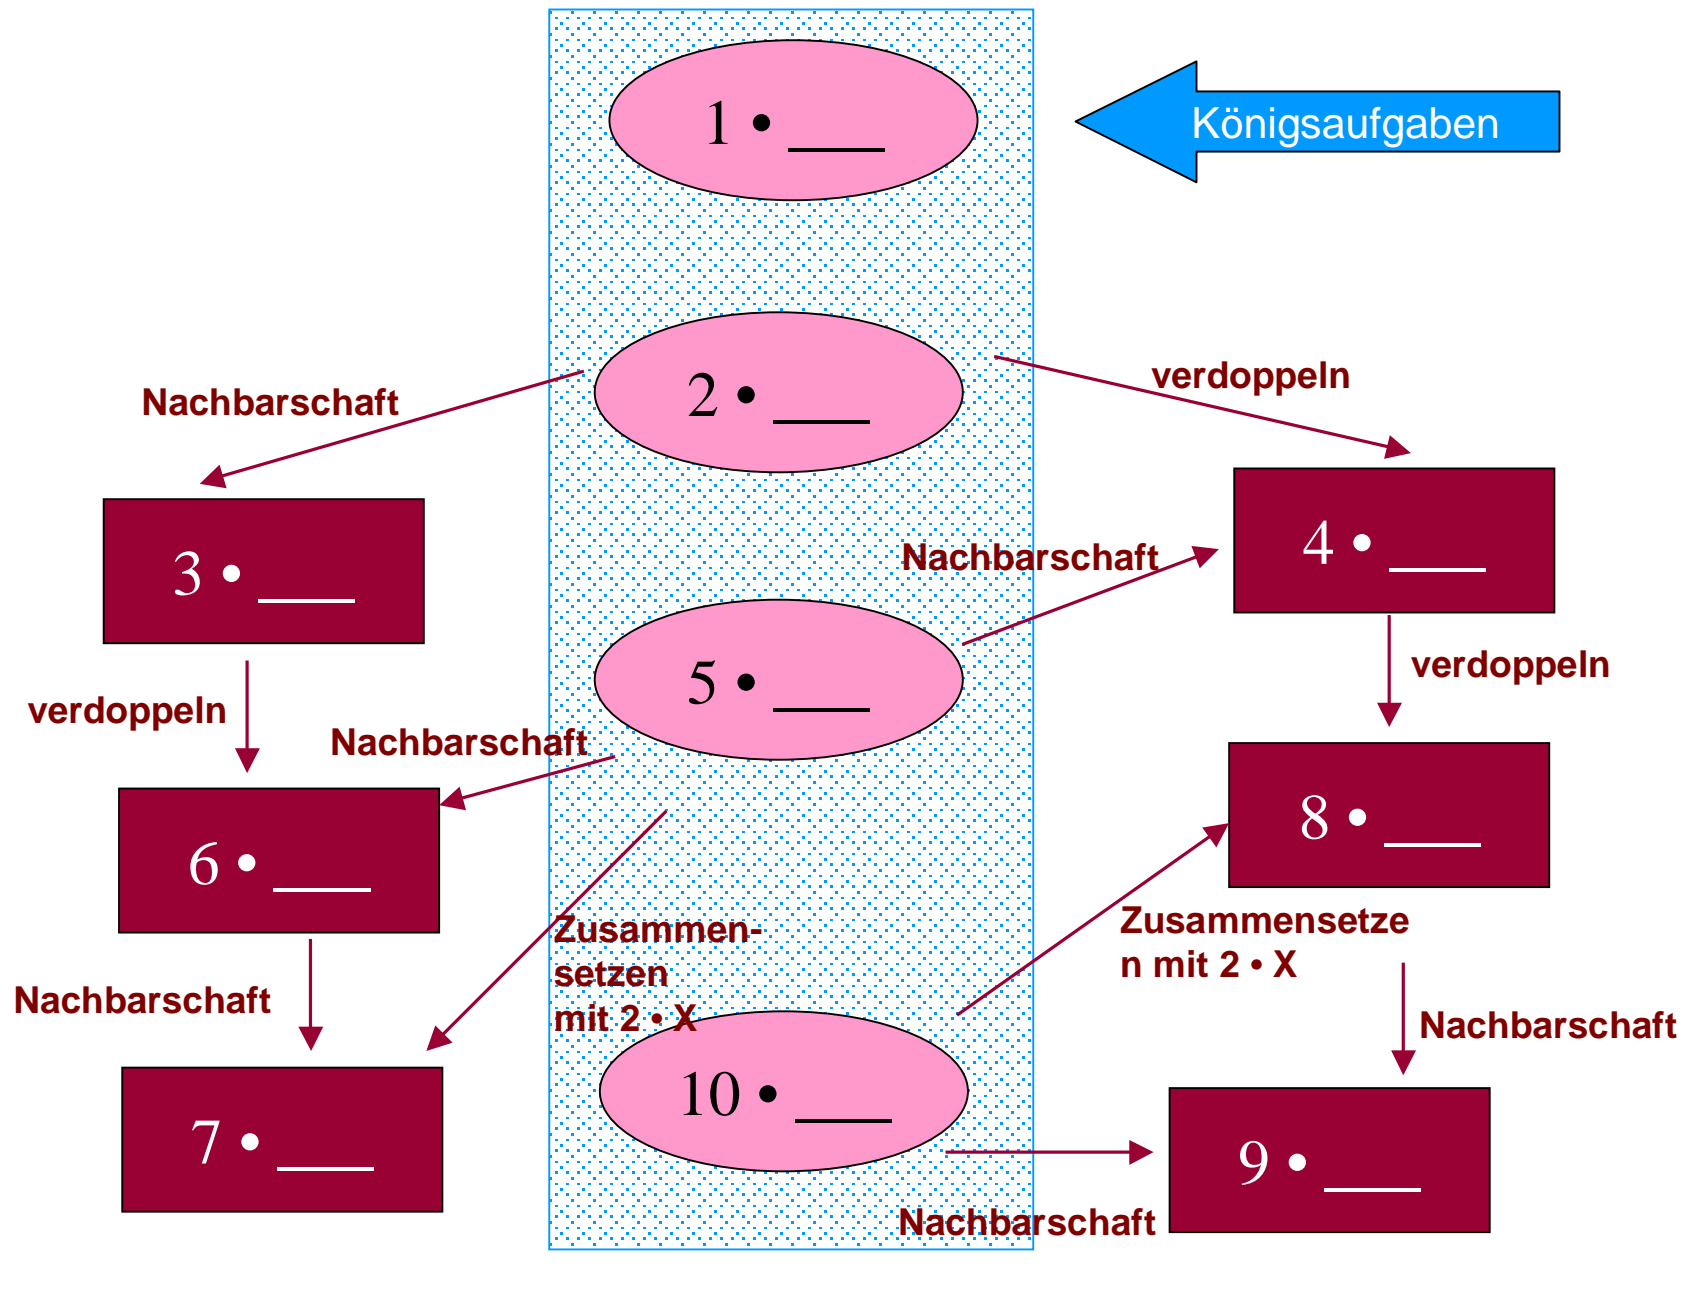 1 • ___
Königsaufgaben
2 • ___
verdoppeln
Nachbarschaft
4 • ___
Nachbarschaft
3 • ___
5 • ___
verdoppeln
verdoppeln
Nachbarschaft
8 • ___
6 • ___
Zusammen-
setzen
mit 2 • X
Zusammensetze
n mit 2 • X
Nachbarschaft
Nachbarschaft
10 • ___
7 • ___
9 • ___
Nachbarschaft